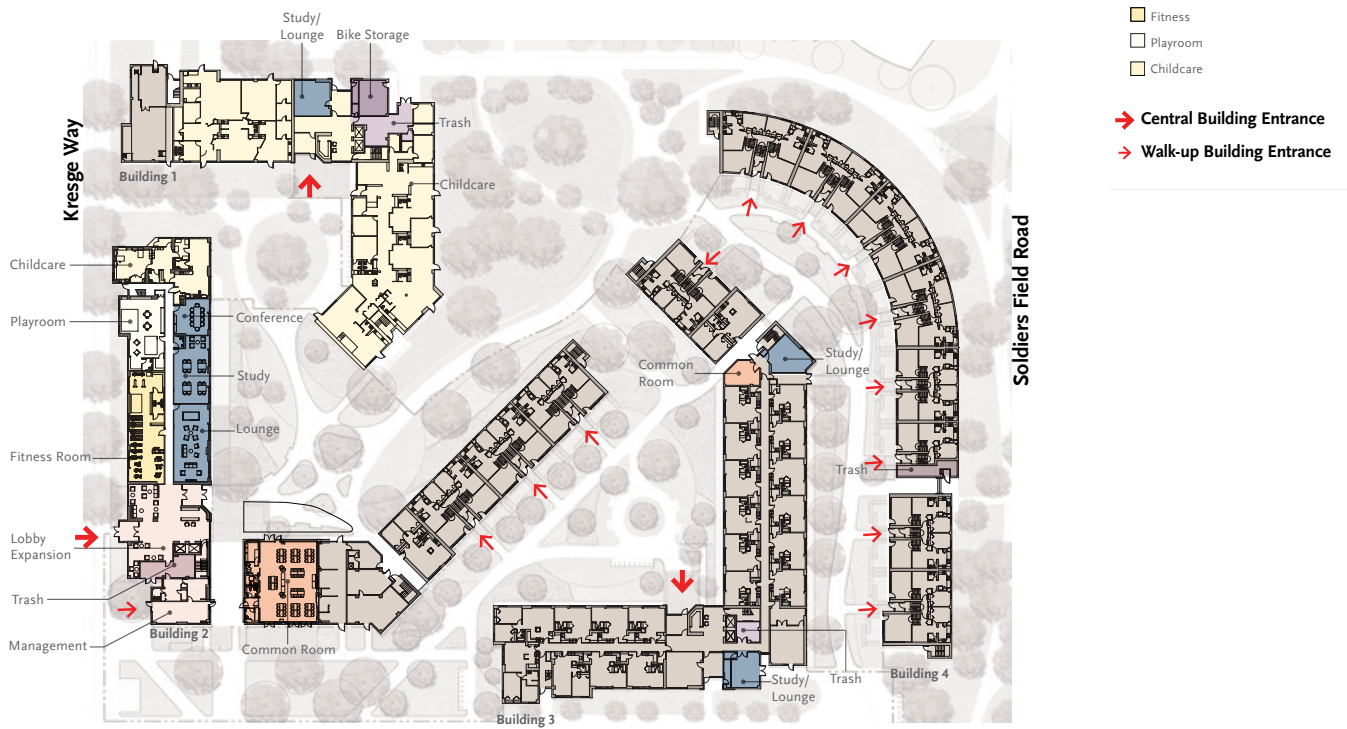 Study/
Lounge
Bike Storage
Trash
Building 1
Kresge Way
Childcare
Childcare
Playroom
Conference
Study
Lounge
Fitness Room
Lobby
Expansion
Trash
Management
Building 2
Common Room
Common
Room
Study/
Lounge
Trash
Soldiers Field Road
Building 3
Study/
Lounge
Trash
Building 4
Fitness
Playroom
Childcare
Central Building Entrance
Walk-up Building Entrance